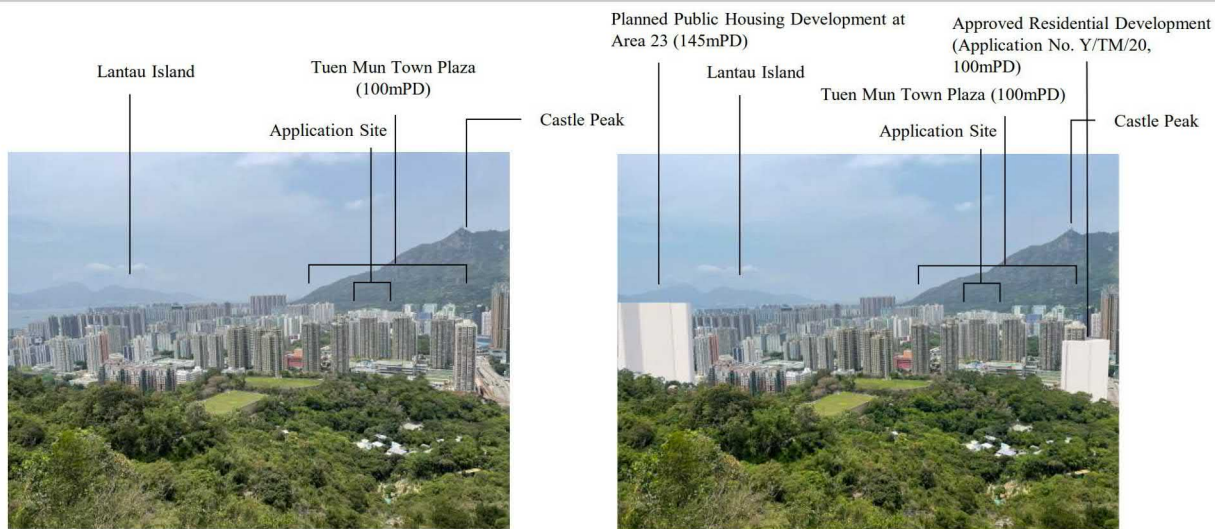 Lantau Island
Tuen Mun Town Plaza
(100mPD)
Application Site
Castle Peak
Planned Public Housing Development at
Area 23 (145mPD)
Lantau Island
Approved Residential Development
(Application No. Y/TM/20,
100mPD)
Tuen Mun Town Plaza (100mPD)
Application Site
Castle Peak